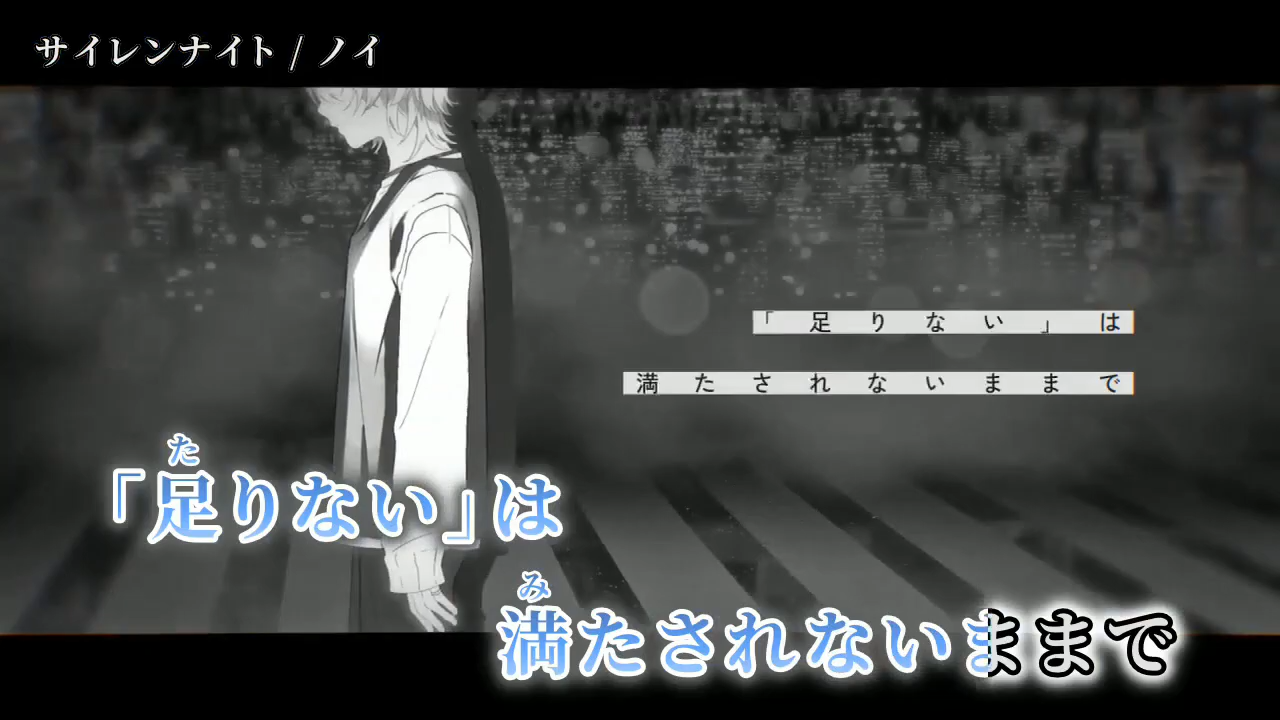 サイレンナイト / ノイ
「足りない」は
満たされないままで
た
「足りない」は
み
満たされないままで